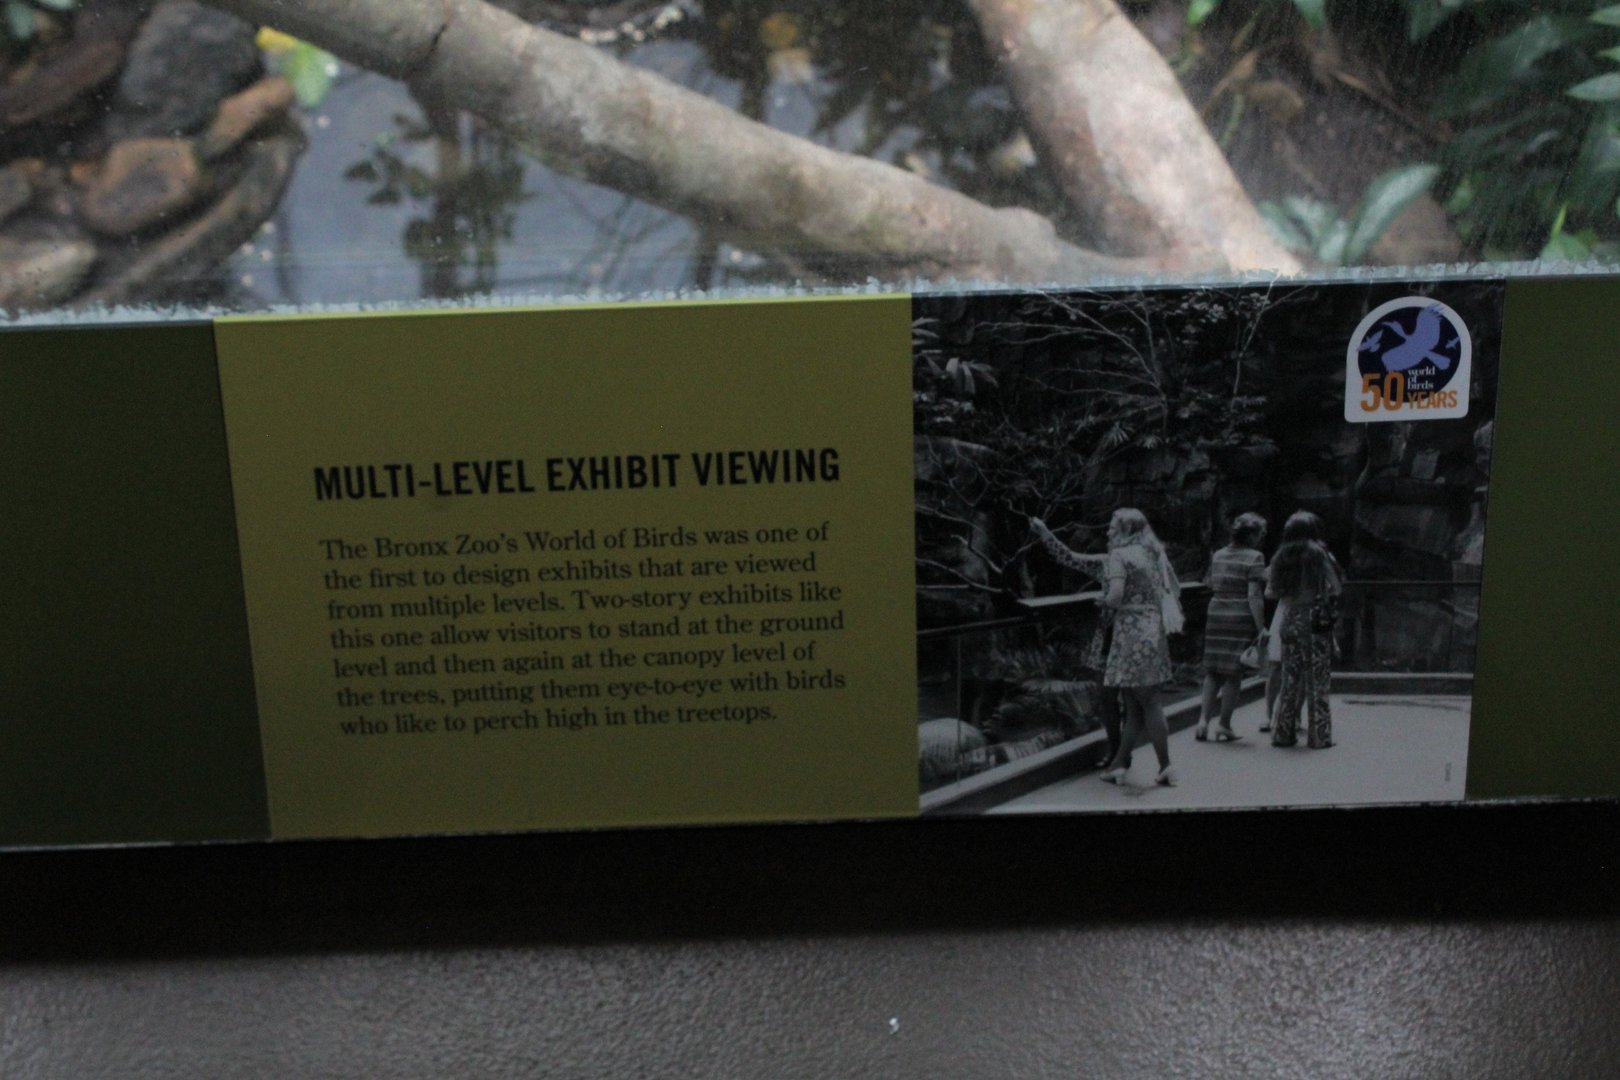 MULTI-LEVEL EXHIBIT VIEWING
The Bronx Zoo's World of Birds was one of
the first to design exhibits that are viewed
from multiple levels. Two-story exhibits like
this one allow visitors to stand at the ground
level and then again at the canopy level of
the trees, putting them eye-to-eye with birds
who like to perch high in the treetops.
50 world
of
birds
YEARS